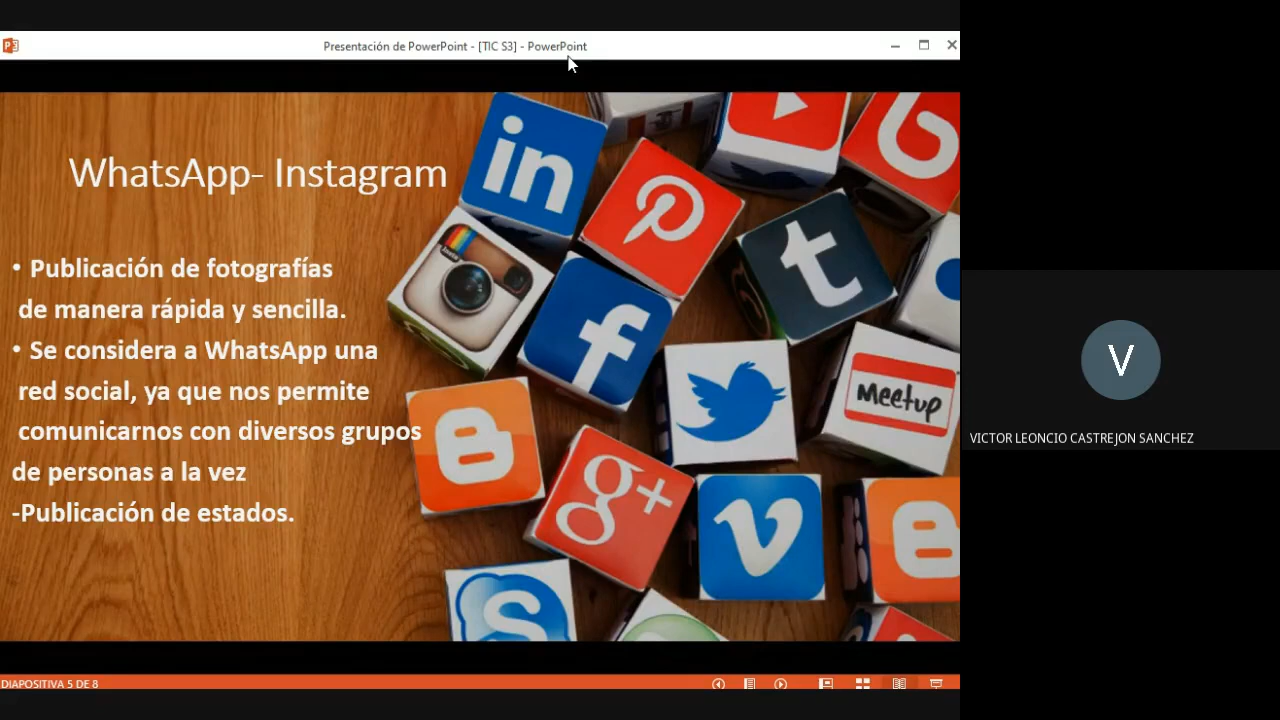 Presentación de PowerPoint - [TIC S3] - PowerPoint
WhatsApp- Instagram
• Publicación de fotografías
de manera rápida y sencilla.
• Se considera a WhatsApp una
red social, ya que nos permite
comunicarnos con diversos grupos
de personas a la vez
-Publicación de estados.
in
Insta
f
t
Meetup
g+
V
VICTOR LEONCIO CASTREJON SANCHEZ
DIAPOSITIVA 5 DE 8